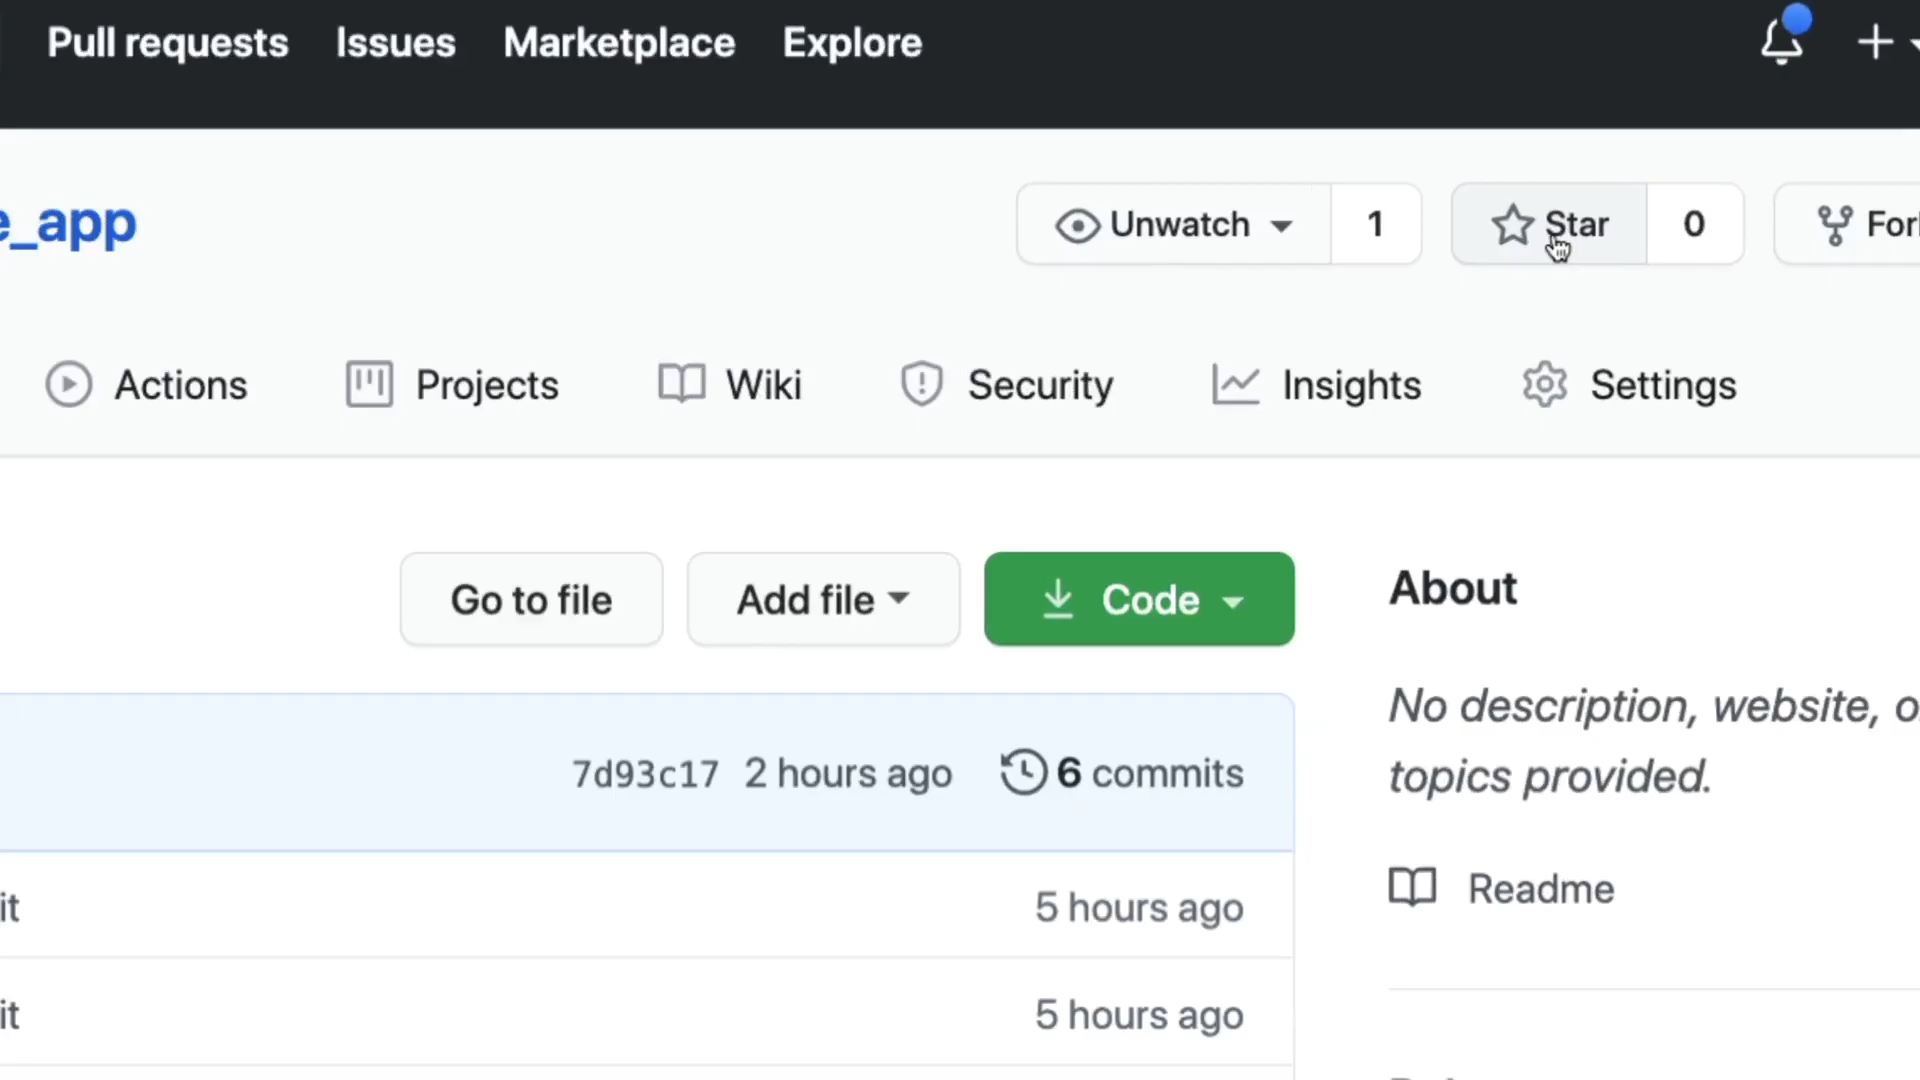 Pull requests Issues Marketplace Explore
e_app Unwatch 1 Star 0
Actions Projects Wiki Security Insights Settings
Go to file Add file Code About
No description, website,
topics provided.
7d93c17 2 hours ago 6 commits
Readme
it 5 hours ago
it 5 hours ago